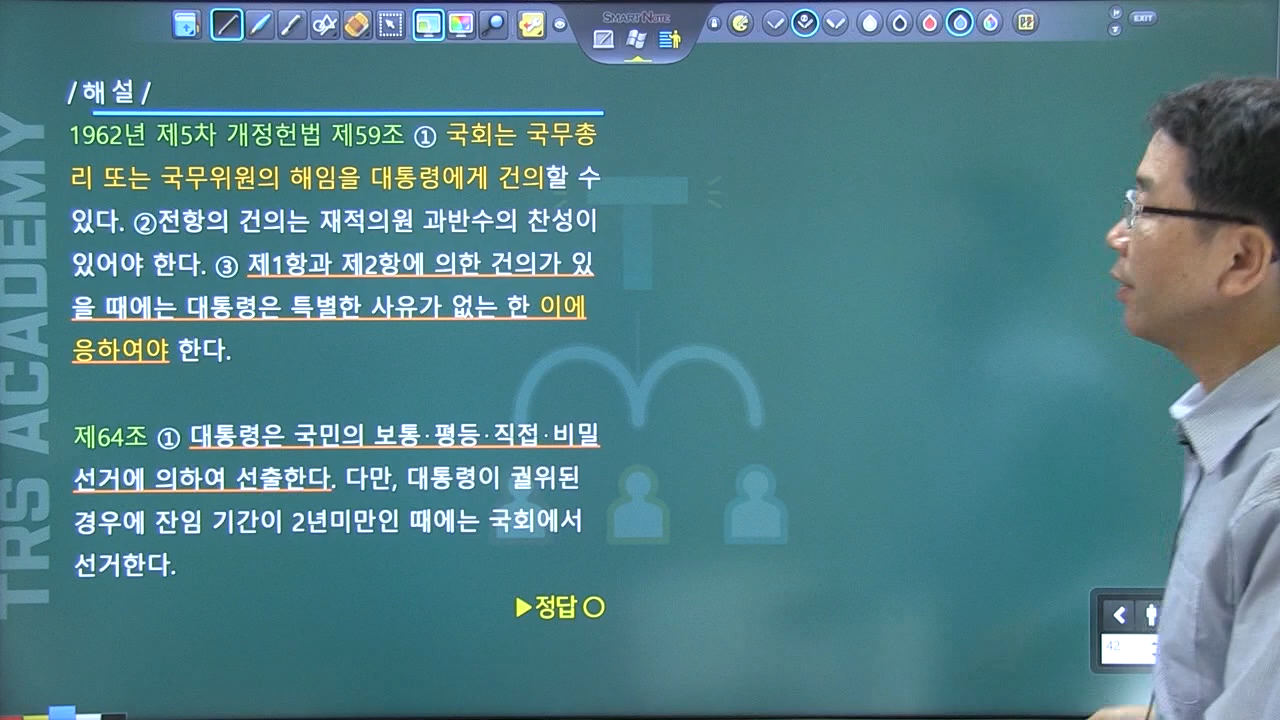 SMARTNOTE
EXIT
/ 해 설 /
1962년 제5차 개정헌법 제59조 ① 국회는 국무총
리 또는 국무위원의 해임을 대통령에게 건의할 수
있다. ②전항의 건의는 재적의원 과반수의 찬성이
있어야 한다. ③ 제1항과 제2항에 의한 건의가 있
을 때에는 대통령은 특별한 사유가 없는 한 이에
응하여야 한다.
제64조 ① 대통령은 국민의 보통·평등·직접·비밀
선거에 의하여 선출한다. 다만, 대통령이 궐위된
경우에 잔임 기간이 2년미만인 때에는 국회에서
선거한다.
▶정답 ○
TRS ACADEMY
42